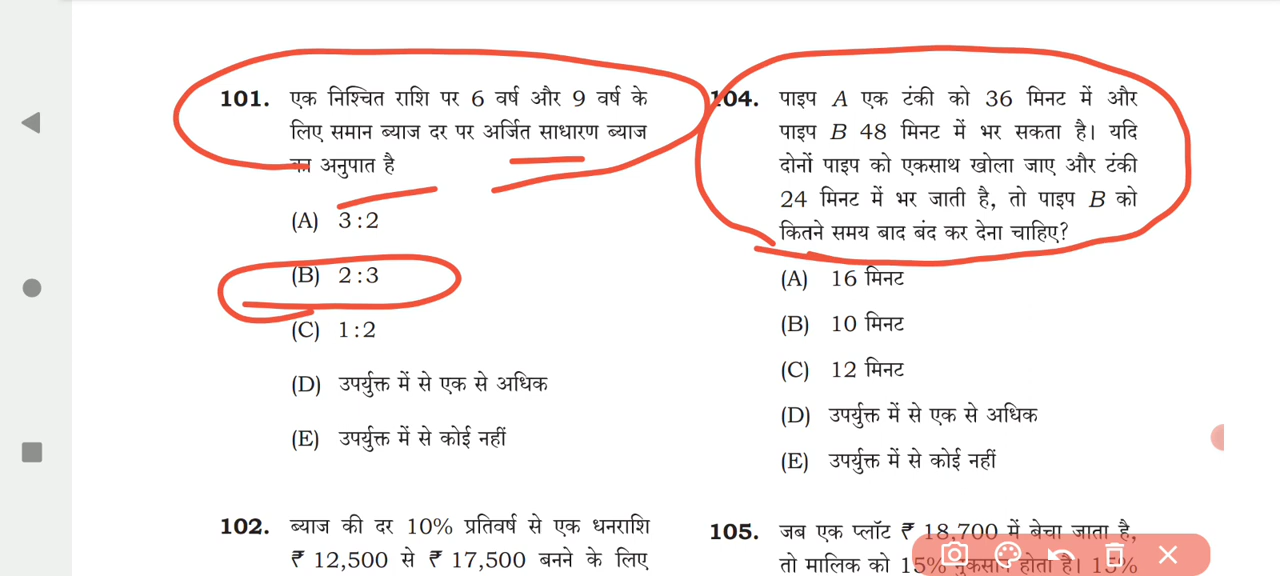 101. एक निश्चित राशि पर 6 वर्ष और 9 वर्ष के
लिए समान ब्याज दर पर अर्जित साधारण ब्याज
का अनुपात है
(A) 3:2
(B) 2:3
(C) 1:2
(D) उपर्युक्त में से एक से अधिक
(E) उपर्युक्त में से कोई नहीं
102. ब्याज की दर 10% प्रतिवर्ष से एक धनराशि
₹ 12,500 से ₹ 17,500 बनने के लिए
104. पाइप A एक टंकी को 36 मिनट में और
पाइप B 48 मिनट में भर सकता है। यदि
दोनों पाइप को एकसाथ खोला जाए और टंकी
24 मिनट में भर जाती है, तो पाइप B को
कितने समय बाद बंद कर देना चाहिए?
(A) 16 मिनट
(B) 10 मिनट
(C) 12 मिनट
(D) उपर्युक्त में से एक से अधिक
(E) उपर्युक्त में से कोई नहीं
105. जब एक प्लॉट ₹ 18,700 में बेचा जाता है,
तो मालिक को 15% नुकसान होता है। 15%